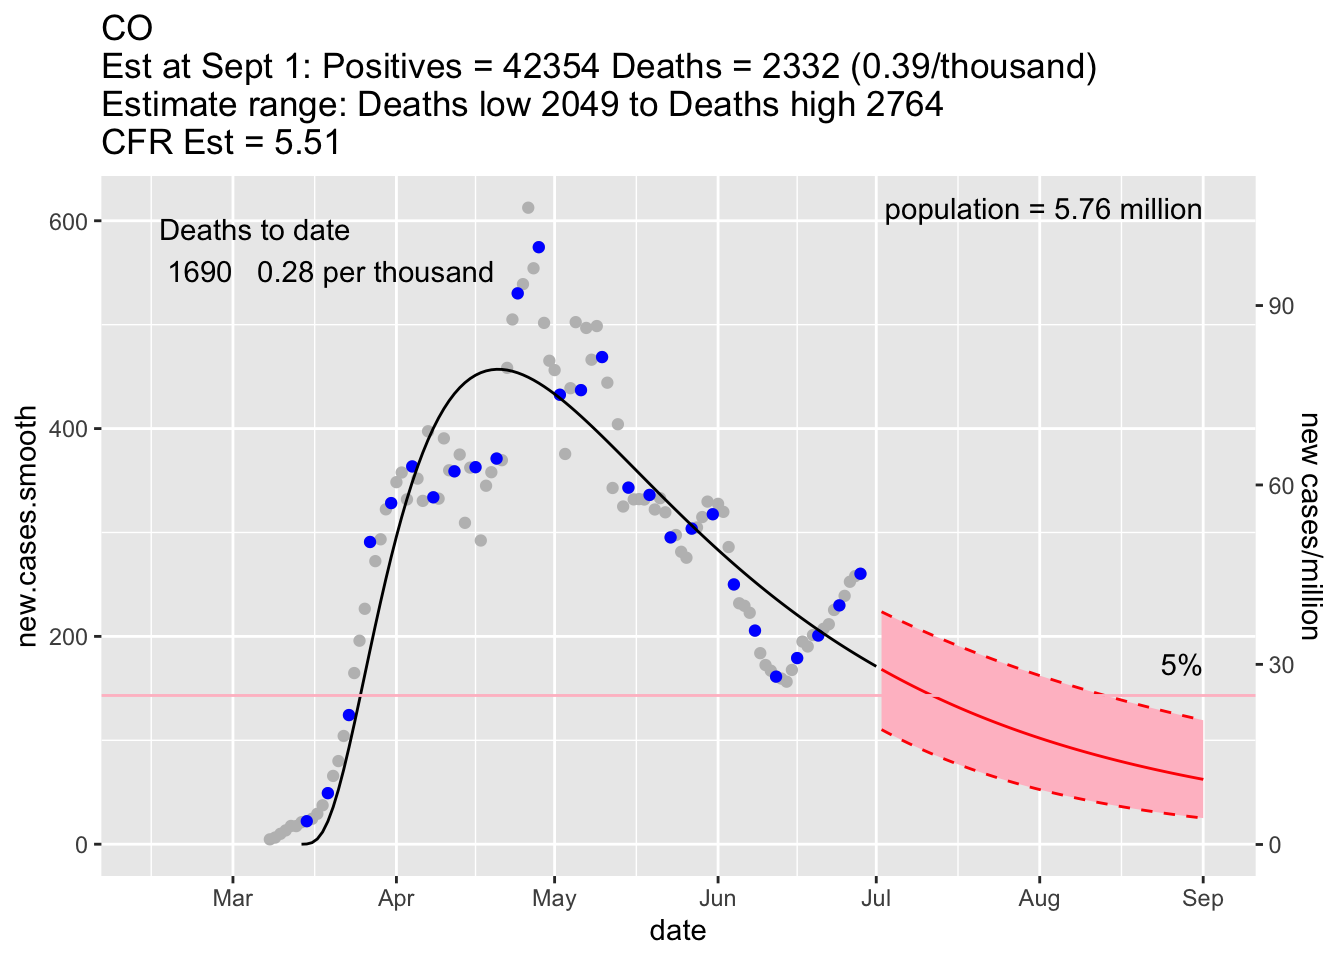 CO
Est at Sept 1: Positives = 42354 Deaths = 2332 (0.39/thousand)
Estimate range: Deaths low 2049 to Deaths high 2764
CFR Est = 5.51
population = 5.76 million
Deaths to date
1690 0.28 per thousand
600
400
200
0
new.cases.smooth
90
60
30
0
new cases/million
5%
Mar Apr May Jun Jul Aug Sep
date